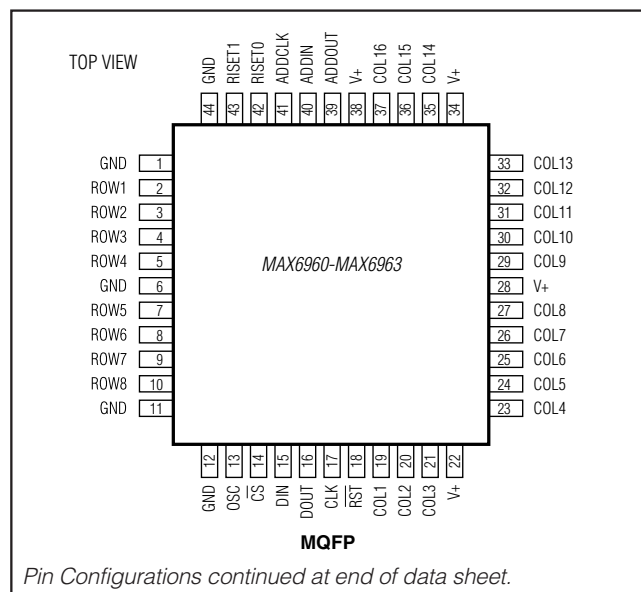 TOP VIEW
GND
RISET1
RISET0
ADDCLK
ADDIN
ADDOUT
V+
COL16
COL15
COL14
V+
44
43
42
41
40
39
38
37
36
35
34
GND 1
ROW1 2
ROW2 3
ROW3 4
ROW4 5
GND 6
ROW5 7
ROW6 8
ROW7 9
ROW8 10
GND 11
MAX6960-MAX6963
33 COL13
32 COL12
31 COL11
30 COL10
29 COL9
28 V+
27 COL8
26 COL7
25 COL6
24 COL5
23 COL4
12
13
14
15
16
17
18
19
20
21
22
GND
OSC
CS
DIN
DOUT
CLK
RST
COL1
COL2
COL3
V+
MQFP
Pin Configurations continued at end of data sheet.